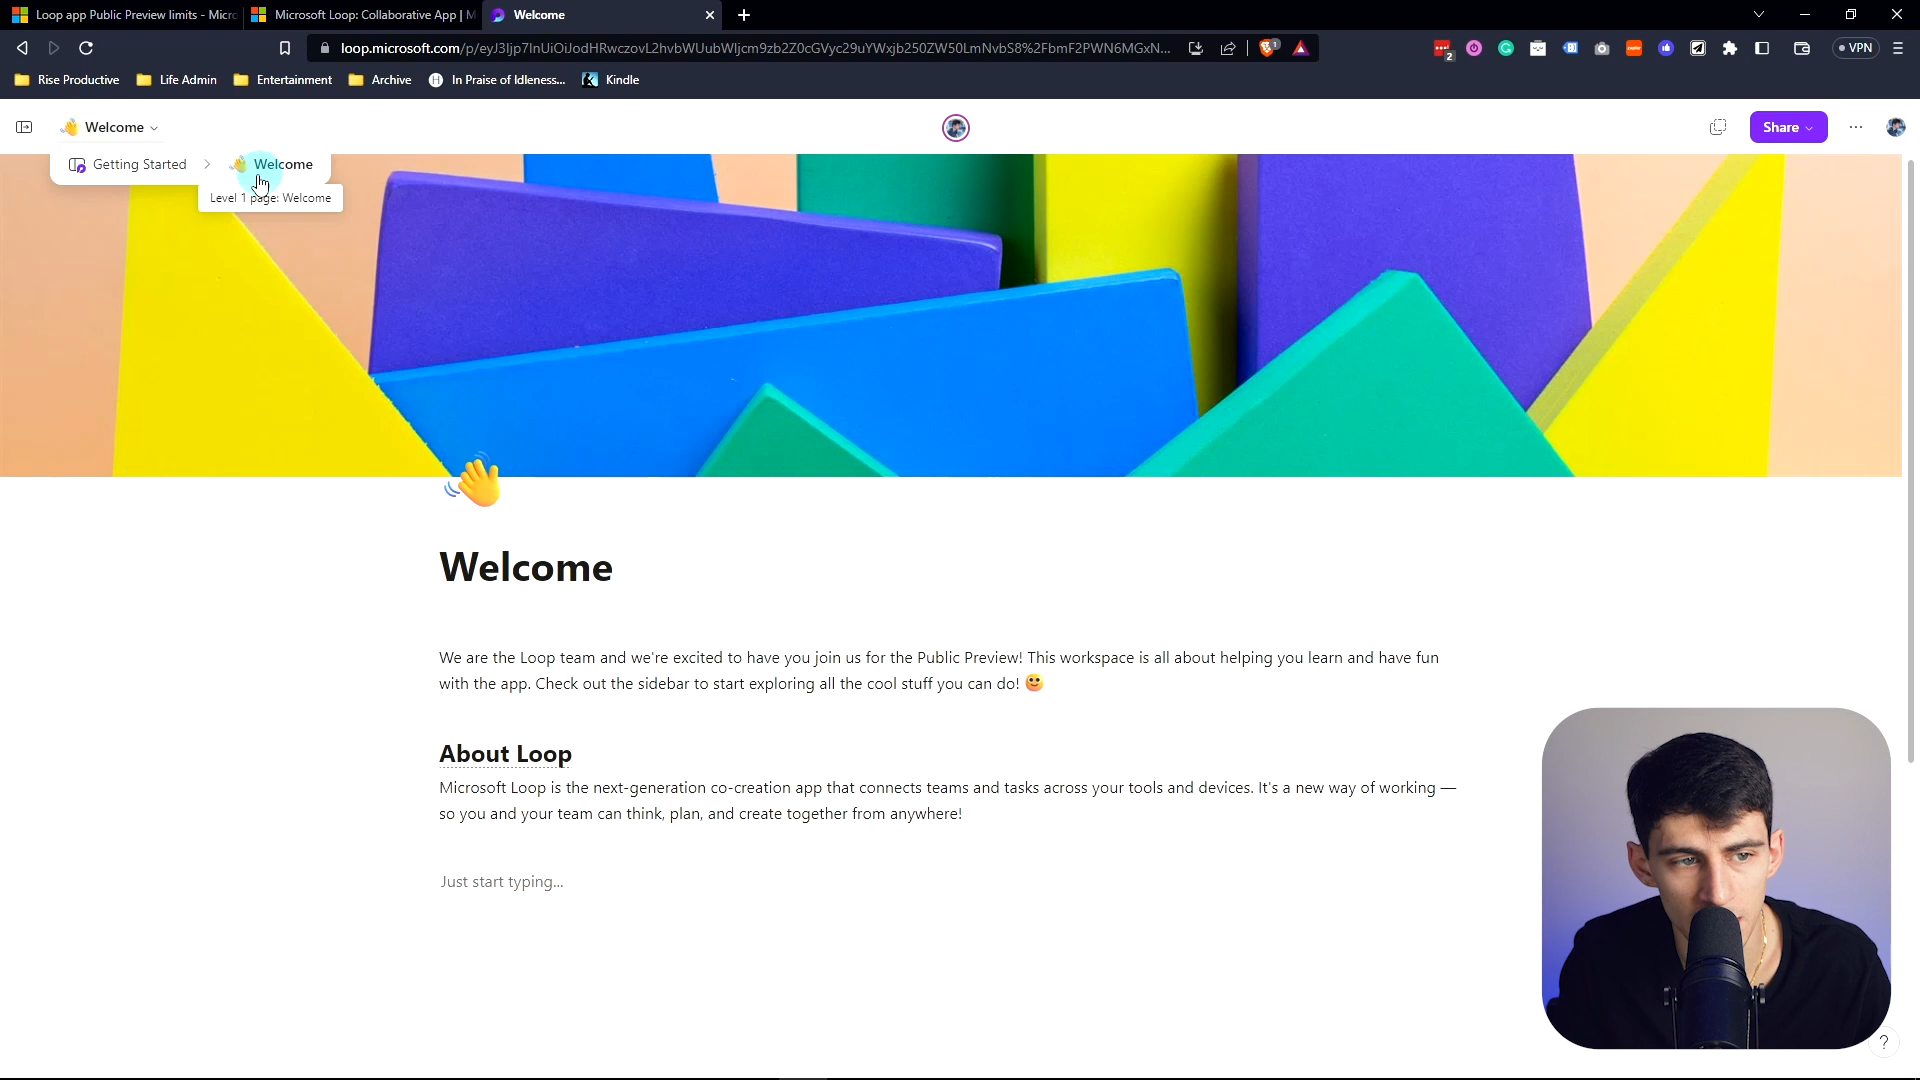 Loop app Public Preview limits - Micro
Microsoft Loop: Collaborative App | M
Welcome
loop.microsoft.com
2
1
VPN
Rise Productive
Life Admin
Entertainment
Archive
In Praise of Idleness...
Kindle
Welcome
Share
Getting Started
Welcome
Level 1 page: Welcome
Welcome
We are the Loop team and we're excited to have you join us for the Public Preview! This workspace is all about helping you learn and have fun
with the app. Check out the sidebar to start exploring all the cool stuff you can do!
About Loop
Microsoft Loop is the next-generation co-creation app that connects teams and tasks across your tools and devices. It's a new way of working —
so you and your team can think, plan, and create together from anywhere!
Just start typing...
?